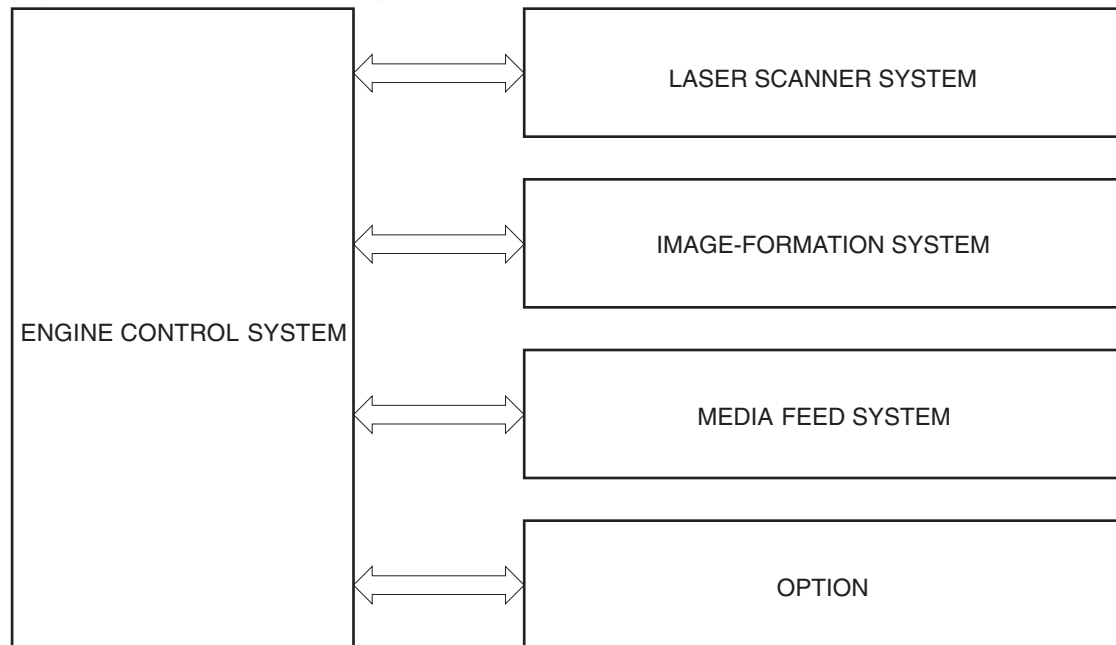 LASER SCANNER SYSTEM
IMAGE-FORMATION SYSTEM
ENGINE CONTROL SYSTEM
MEDIA FEED SYSTEM
OPTION